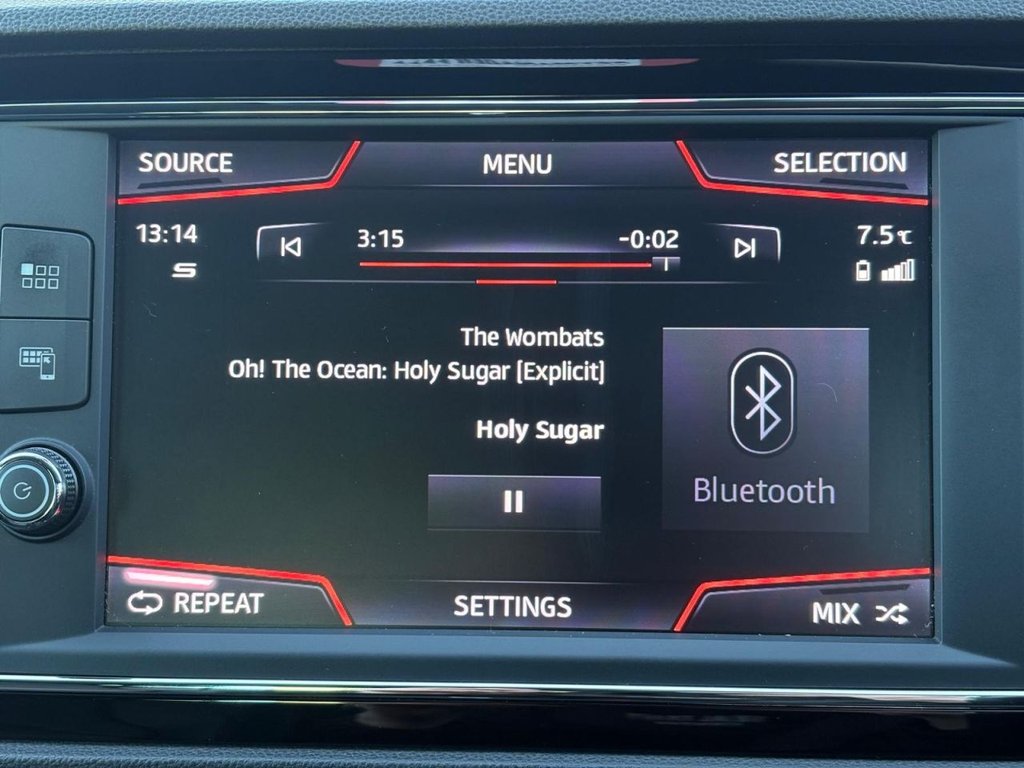 SOURCE
MENU
SELECTION
13:14
3:15
-0:02
7.5℃
The Wombats
Oh! The Ocean: Holy Sugar [Explicit]
Holy Sugar
Bluetooth
REPEAT
SETTINGS
MIX